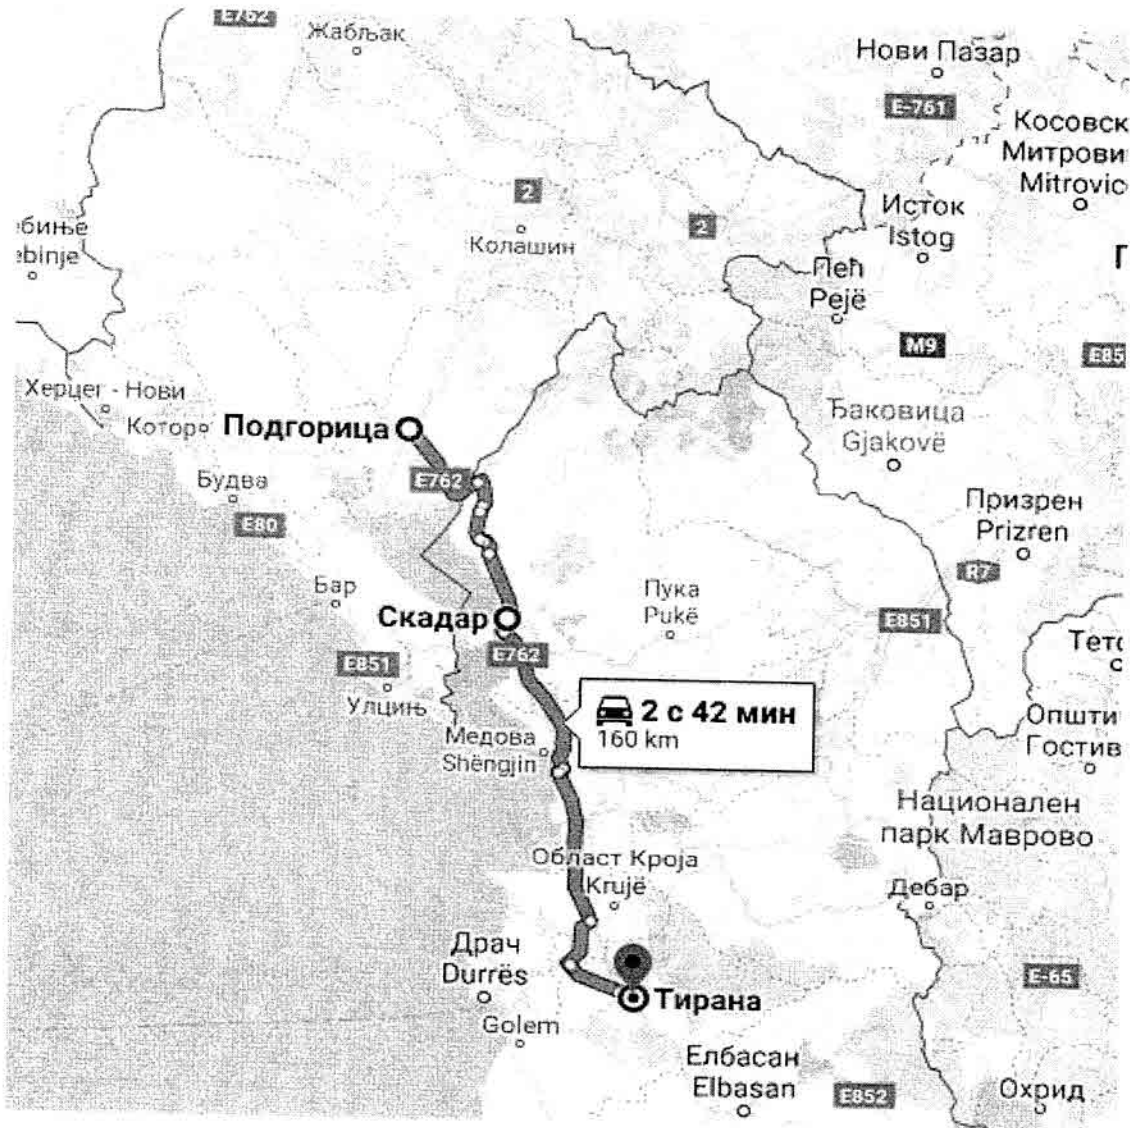 E762
Жабљак
Нови Пазар
E-761
Косовск
Митрови
Mitrovic
2
Исток
Istog
2
Колашин
ебиње
ebinje
Пећ
Pejë
M9
E85
Херцег - Нови
Котор
Подгорица
Ђаковица
Gjakovë
E762
Будва
E80
Призрен
Prizren
R7
Бар
Пука
Pukë
Скадар
E851
E762
Тетс
E851
Улцињ
2 с 42 мин
160 km
Медова
Shëngjin
Општи
Гостив
Национален
парк Маврово
Област Кроја
Krujë
Дебар
Драч
Durrës
E-65
Тирана
Golem
Елбасан
Elbasan
E852
Охрид